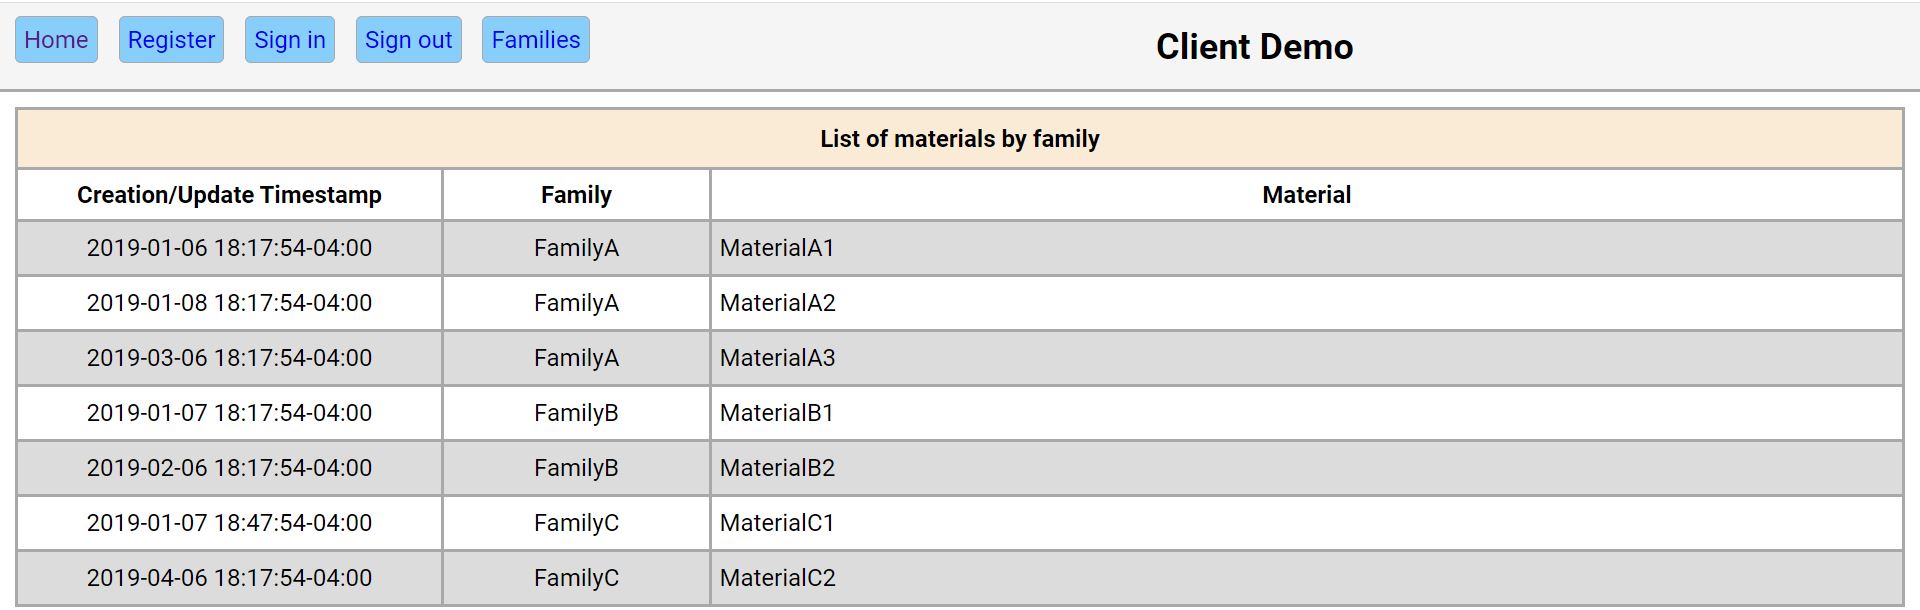 Home Register Sign in Sign out Families Client Demo
List of materials by family
Creation/Update Timestamp Family Material
2019-01-06 18:17:54-04:00 FamilyA MaterialA1
2019-01-08 18:17:54-04:00 FamilyA MaterialA2
2019-03-06 18:17:54-04:00 FamilyA MaterialA3
2019-01-07 18:17:54-04:00 FamilyB MaterialB1
2019-02-06 18:17:54-04:00 FamilyB MaterialB2
2019-01-07 18:47:54-04:00 FamilyC MaterialC1
2019-04-06 18:17:54-04:00 FamilyC MaterialC2